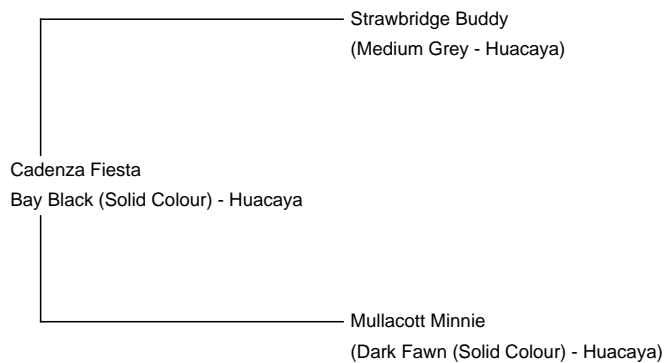 Strawbridge Buddy
(Medium Grey - Huacaya)
Cadenza Fiesta
Bay Black (Solid Colour) - Huacaya
Mullacott Minnie
(Dark Fawn (Solid Colour) - Huacaya)